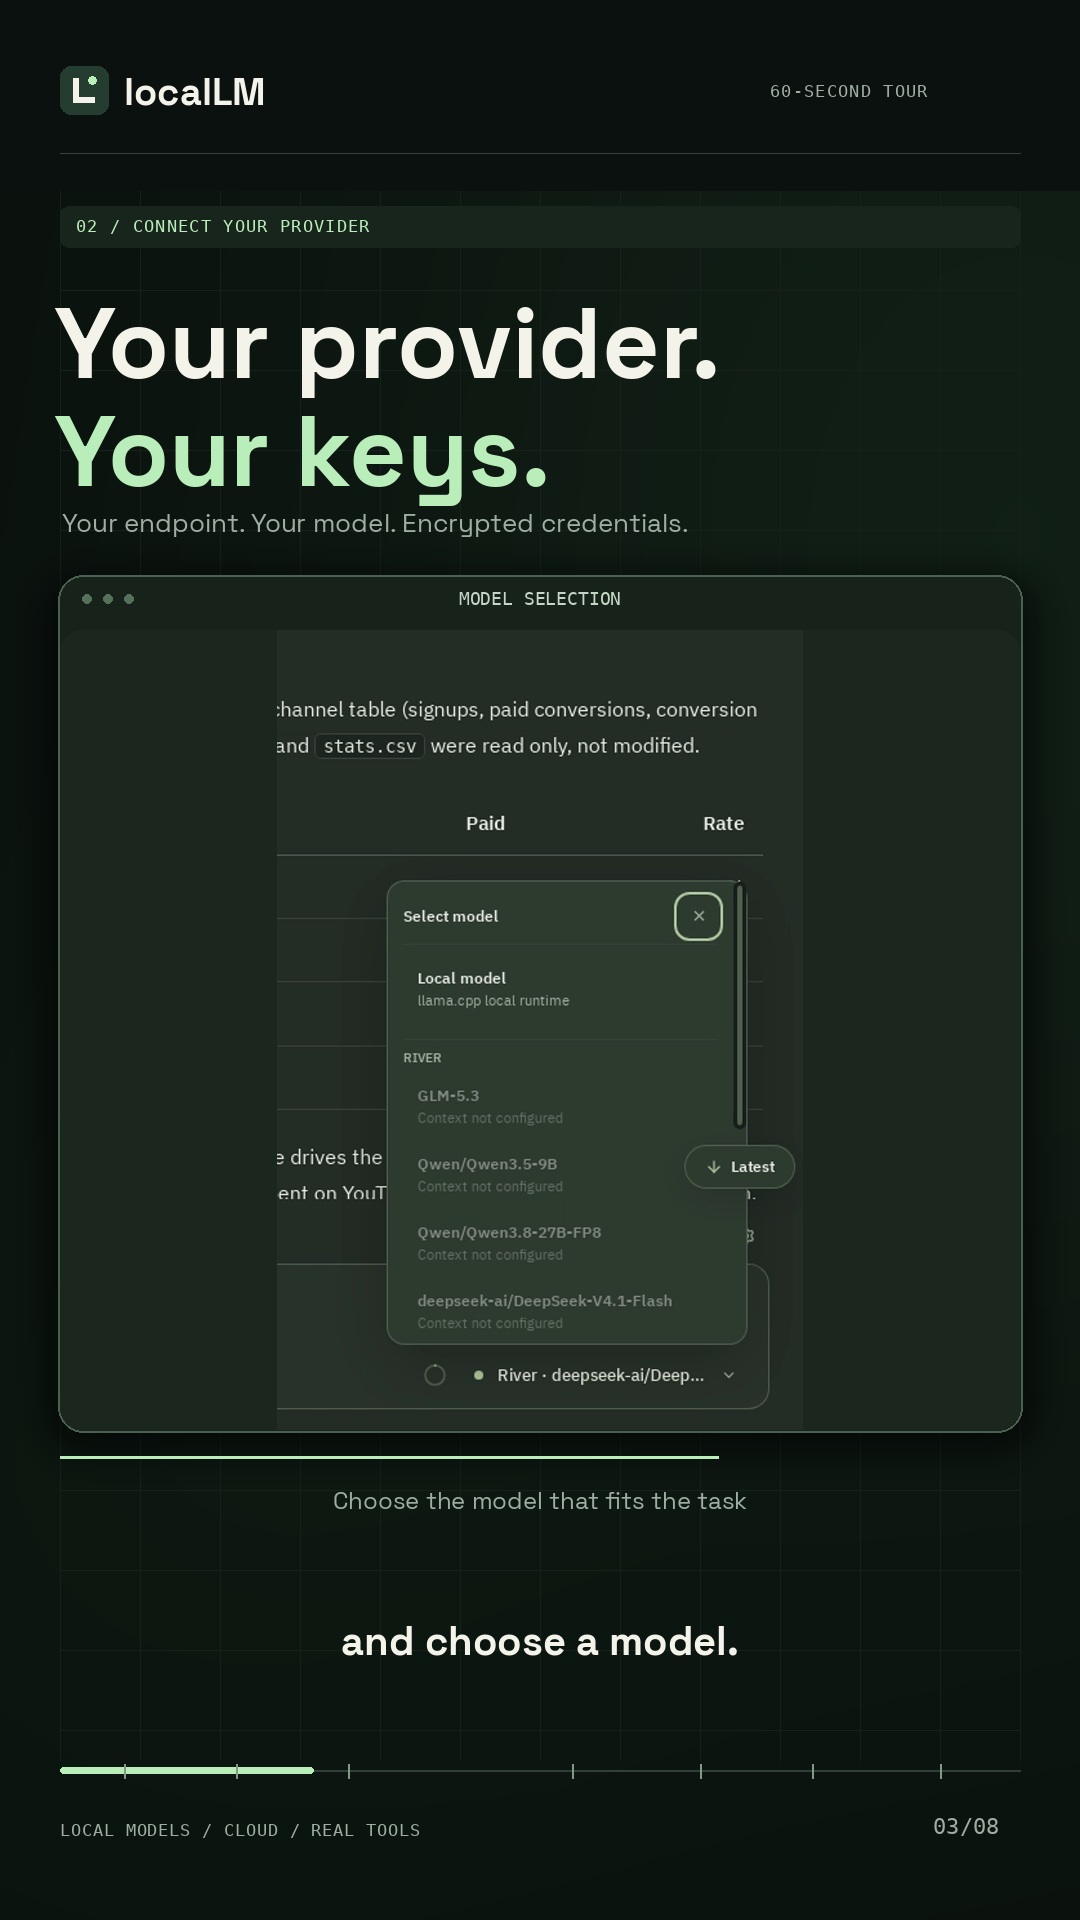 localLM
60-SECOND TOUR
02 / CONNECT YOUR PROVIDER
Your provider.
Your keys.
Your endpoint. Your model. Encrypted credentials.
MODEL SELECTION
channel table (signups, paid conversions, conversion
and stats.csv were read only, not modified.
Paid Rate
Select model
Local model
llama.cpp local runtime
RIVER
GLM-5.3
Context not configured
e drives the
Qwen/Qwen3.5-9B
Latest
Context not configured
ent on YouT
Qwen/Qwen3.8-27B-FP8
Context not configured
deepseek-ai/DeepSeek-V4.1-Flash
Context not configured
River · deepseek-ai/Deep...
Choose the model that fits the task
and choose a model.
LOCAL MODELS / CLOUD / REAL TOOLS
03/08